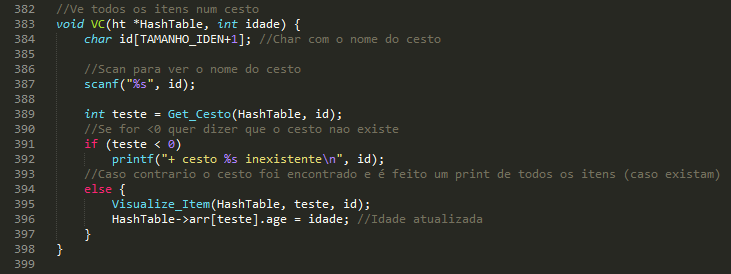 382 //Ve todos os itens num cesto
383 void VC(ht *HashTable, int idade) {
384     char id[TAMANHO_IDEN+1]; //Char com o nome do cesto
385
386     //Scan para ver o nome do cesto
387     scanf("%s", id);
388
389     int teste = Get_Cesto(HashTable, id);
390     //Se for <0 quer dizer que o cesto nao existe
391     if (teste < 0)
392         printf("+ cesto %s inexistente\n", id);
393     //Caso contrario o cesto foi encontrado e é feito um print de todos os itens (caso existam)
394     else {
395         Visualize_Item(HashTable, teste, id);
396         HashTable->arr[teste].age = idade; //Idade atualizada
397     }
398 }
399